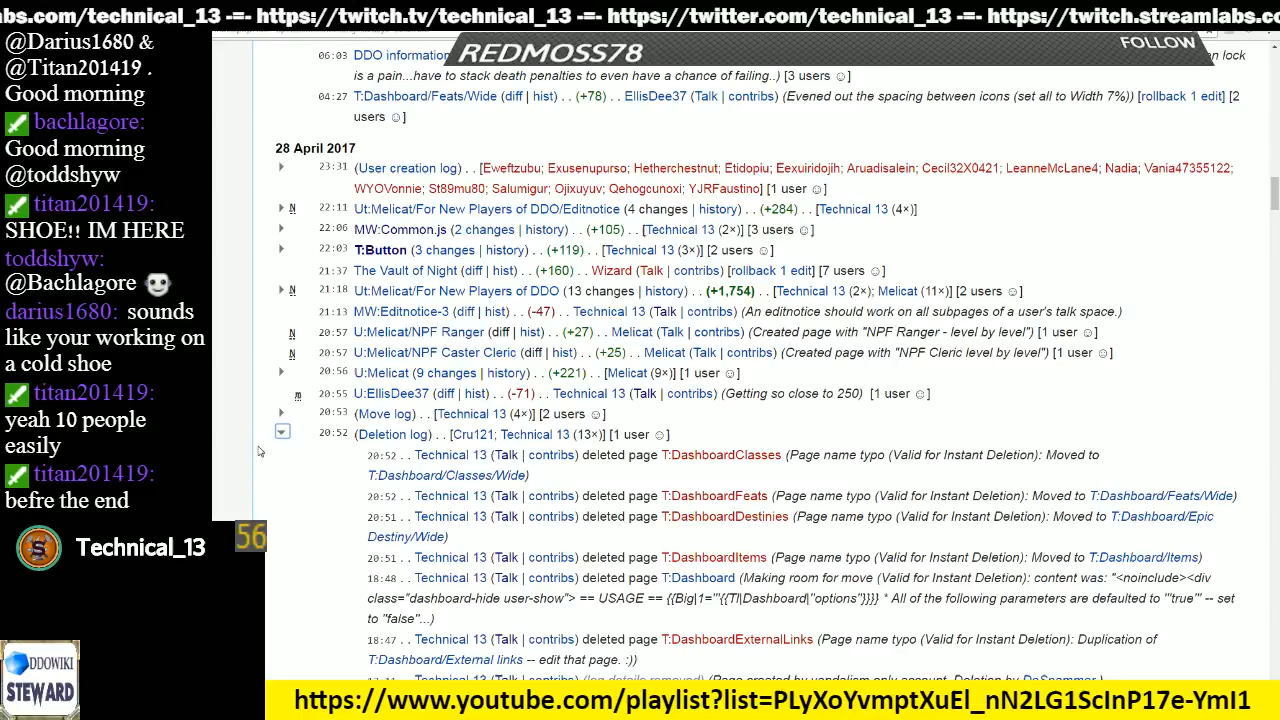 abs.com/technical_13 -=- https://twitch.tv/technical_13 -=- https://twitter.com/technical_13 -=- https://twitch.streamlabs.co
@Darius1680 &
@Titan201419 .
Good morning
bachlagore:
Good morning
@toddshyw
titan201419:
SHOE!! IM HERE
toddshyw:
@Bachlagore
darius1680: sounds
like your working on
a cold shoe
titan201419:
yeah 10 people
easily
titan201419:
befre the end
Technical_13
56
DDOWIKI
STEWARD
REDMOSS78
FOLLOW
06:03 DDO information
en lock
is a pain...have to stack death penalties to even have a chance of failing..) [3 users ☺]
04:27 T:Dashboard/Feats/Wide (diff | hist) . . (+78) . . EllisDee37 (Talk | contribs) (Evened out the spacing between icons (set all to Width 7%)) [rollback 1 edit] [2
users ☺]
28 April 2017
23:31 (User creation log) . . [Eweftzubu; Exusenupurso; Hetherchestnut; Etidopiu; Eexuiridojih; Aruadisalein; Cecil32X0421; LeanneMcLane4; Nadia; Vania47355122;
WYOVonnie; St89mu80; Salumigur; Ojixuyuv; Qehogcunoxi; YJRFaustino] [1 user ☺]
N 22:11 Ut:Melicat/For New Players of DDO/Editnotice (4 changes | history) . . (+284) . . [Technical 13 (4×)]
22:06 MW:Common.js (2 changes | history) . . (+105) . . [Technical 13 (2×)] [3 users ☺]
22:03 T:Button (3 changes | history) . . (+119) . . [Technical 13 (3×)] [2 users ☺]
21:37 The Vault of Night (diff | hist) . . (+160) . . Wizard (Talk | contribs) [rollback 1 edit] [7 users ☺]
N 21:18 Ut:Melicat/For New Players of DDO (13 changes | history) . . (+1,754) . . [Technical 13 (2×); Melicat (11×)] [2 users ☺]
21:13 MW:Editnotice-3 (diff | hist) . . (-47) . . Technical 13 (Talk | contribs) (An editnotice should work on all subpages of a user's talk space.)
N 20:57 U:Melicat/NPF Ranger (diff | hist) . . (+27) . . Melicat (Talk | contribs) (Created page with "NPF Ranger - level by level") [1 user ☺]
N 20:57 U:Melicat/NPF Caster Cleric (diff | hist) . . (+25) . . Melicat (Talk | contribs) (Created page with "NPF Cleric level by level") [1 user ☺]
20:56 U:Melicat (9 changes | history) . . (+221) . . [Melicat (9×)] [1 user ☺]
m 20:55 U:EllisDee37 (diff | hist) . . (-71) . . Technical 13 (Talk | contribs) (Getting so close to 250) [1 user ☺]
20:53 (Move log) . . [Technical 13 (4×)] [2 users ☺]
20:52 (Deletion log) . . [Cru121; Technical 13 (13×)] [1 user ☺]
20:52 . . Technical 13 (Talk | contribs) deleted page T:DashboardClasses (Page name typo (Valid for Instant Deletion): Moved to
T:Dashboard/Classes/Wide)
20:52 . . Technical 13 (Talk | contribs) deleted page T:DashboardFeats (Page name typo (Valid for Instant Deletion): Moved to T:Dashboard/Feats/Wide)
20:51 . . Technical 13 (Talk | contribs) deleted page T:DashboardDestinies (Page name typo (Valid for Instant Deletion): Moved to T:Dashboard/Epic
Destiny/Wide)
20:51 . . Technical 13 (Talk | contribs) deleted page T:DashboardItems (Page name typo (Valid for Instant Deletion): Moved to T:Dashboard/Items)
18:48 . . Technical 13 (Talk | contribs) deleted page T:Dashboard (Making room for move (Valid for Instant Deletion): content was: "<noinclude><div
class="dashboard-hide user-show"> == USAGE == {{Big|1='"{{Tl|Dashboard|"options"}}}} * All of the following parameters are defaulted to '"true'" -- set
to "false"...)
18:47 . . Technical 13 (Talk | contribs) deleted page T:DashboardExternalLinks (Page name typo (Valid for Instant Deletion): Duplication of
T:Dashboard/External links -- edit that page. :))
https://www.youtube.com/playlist?list=PLyXoYvmptXuEl_nN2LG1ScInP17e-YmI1